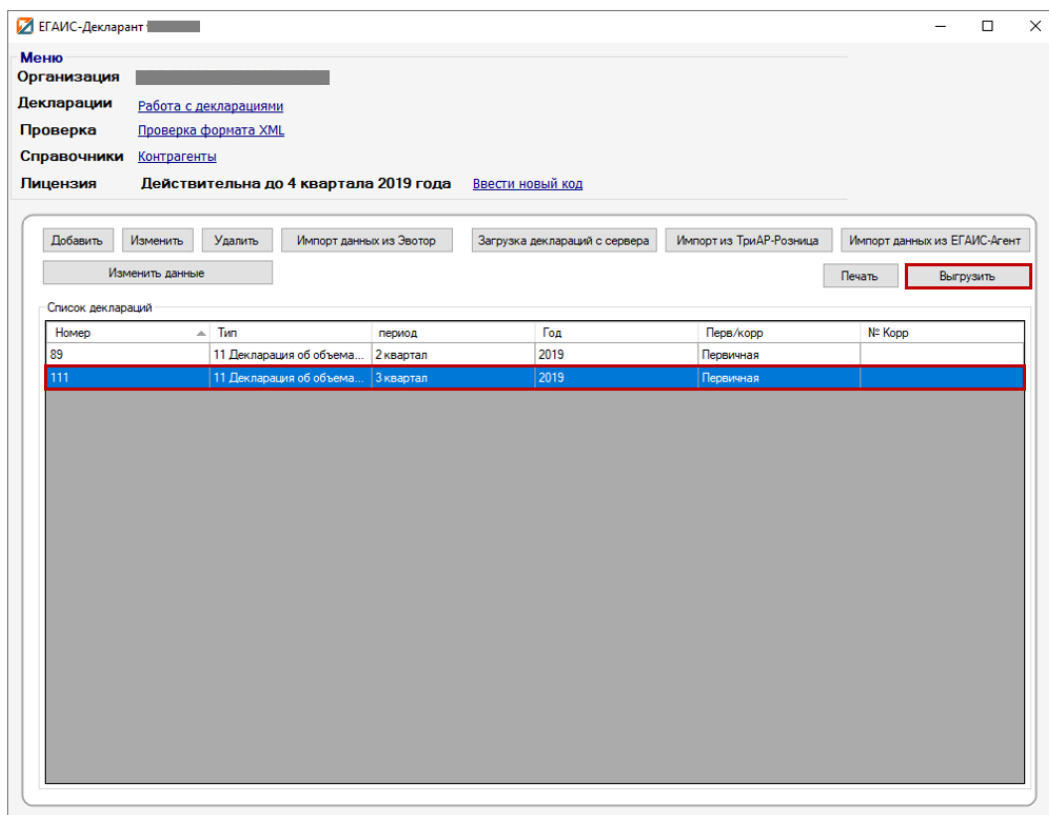 ЕГАИС-Декларант
Меню
Организация
Декларации Работа с декларациями
Проверка Проверка формата XML
Справочники Контрагенты
Лицензия Действительна до 4 квартала 2019 года Ввести новый код
Добавить Изменить Удалить Импорт данных из Эвотор Загрузка деклараций с сервера Импорт из ТриАР-Розница Импорт данных из ЕГАИС-Агент
Изменить данные Печать Выгрузить
Список деклараций
Номер Тип период Год Перв/корр № Корр
89 11 Декларация об объема... 2 квартал 2019 Первичная
111 11 Декларация об объема... 3 квартал 2019 Первичная